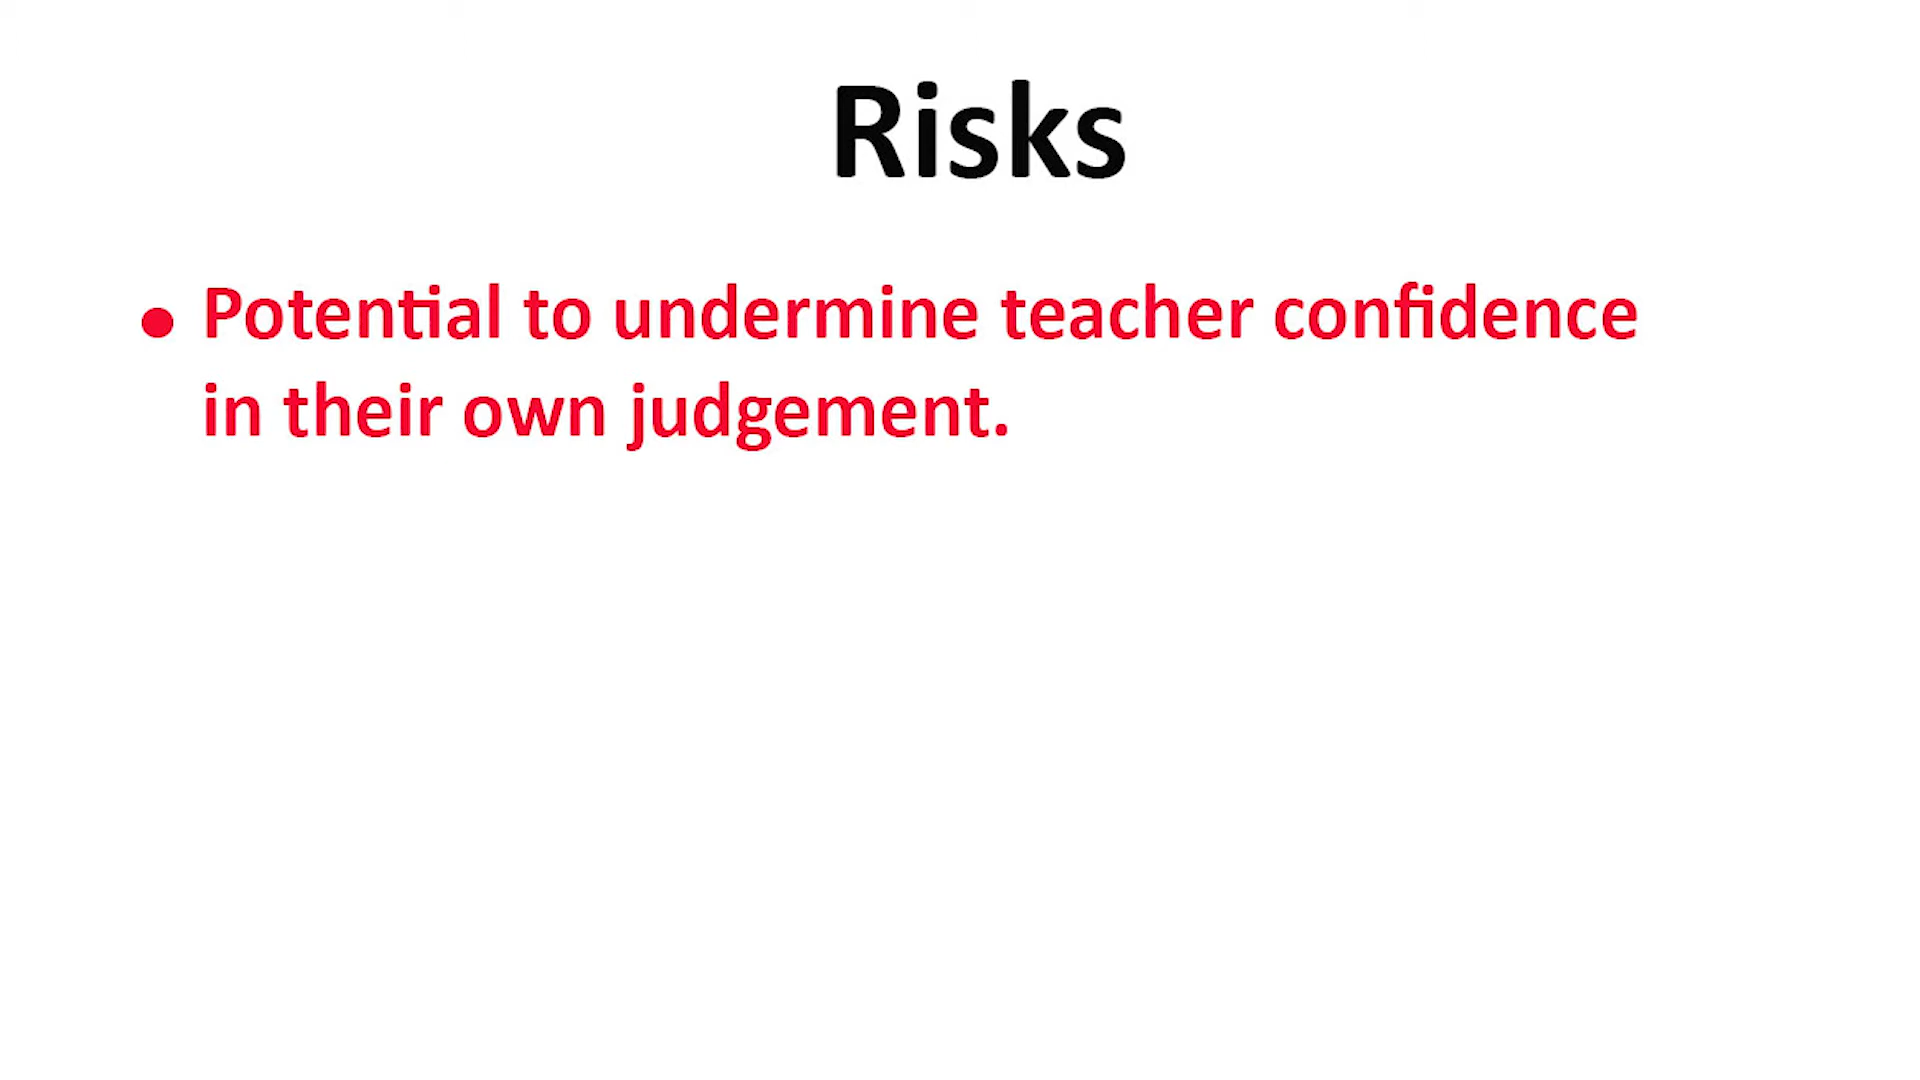 Risks
• Potential to undermine teacher confidence
in their own judgement.